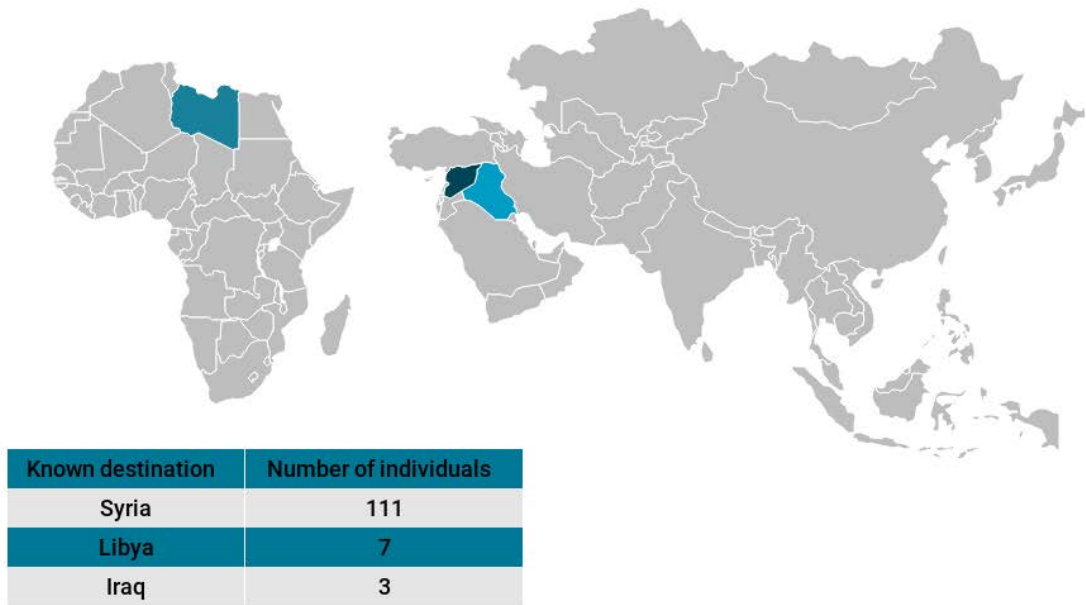 Known destination Number of individuals
Syria 111
Libya 7
Iraq 3